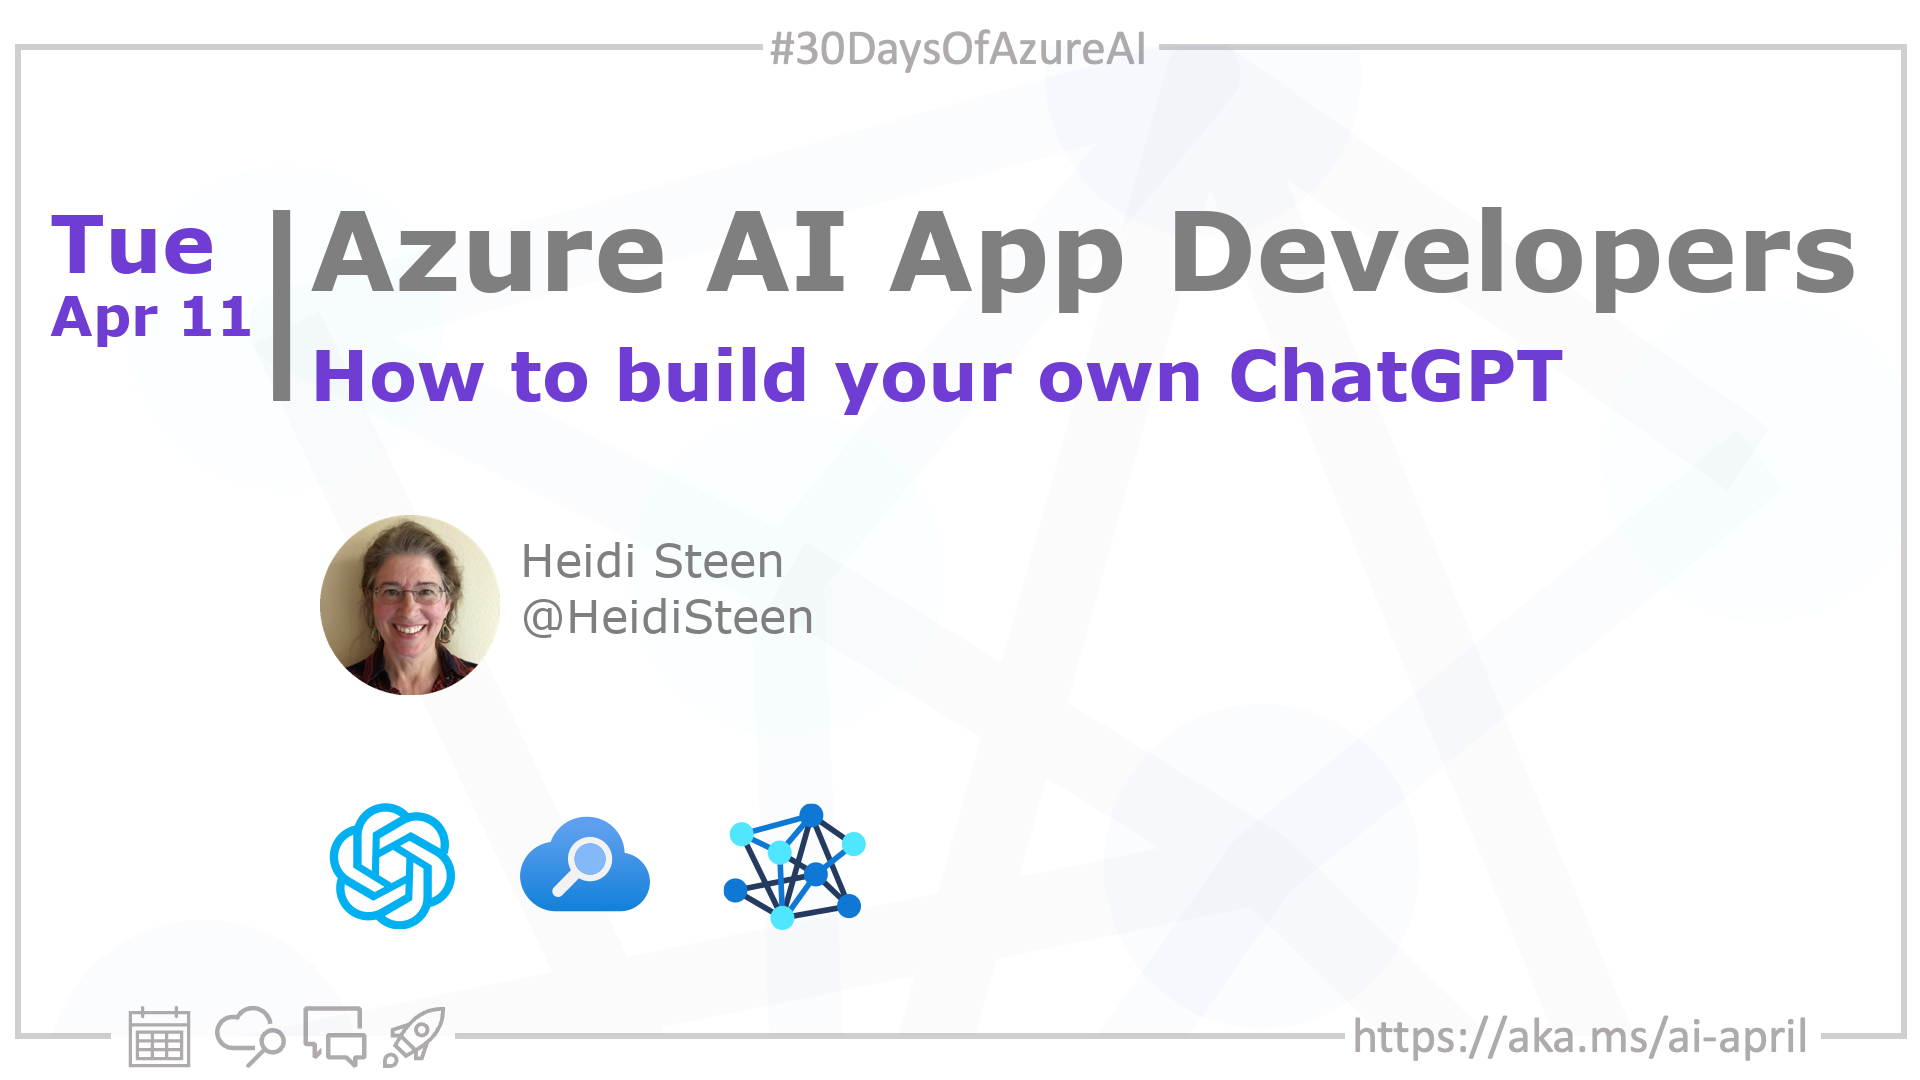 #30DaysOfAzureAI
Tue
Apr 11
Azure AI App Developers
How to build your own ChatGPT
Heidi Steen
@HeidiSteen
https://aka.ms/ai-april